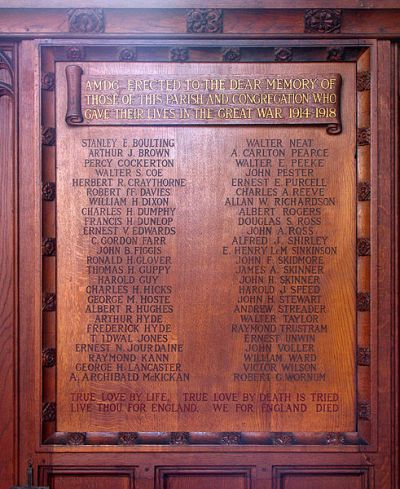 AMDG ERECTED TO THE DEAR MEMORY OF
THOSE OF THIS PARISH AND CONGREGATION WHO
GAVE THEIR LIVES IN THE GREAT WAR 1914-1918
STANLEY E. BOULTING
ARTHUR J. BROWN
PERCY COCKERTON
WALTER S. COE
HERBERT R. CRAYTHORNE
ROBERT FF. DAVIES
WILLIAM H. DIXON
CHARLES H. DUMPHY
FRANCIS H. DUNLOP
ERNEST V. EDWARDS
C. GORDON FARR
JOHN B. FIGGIS
RONALD H. GLOVER
THOMAS H. GUPPY
HAROLD GUY
CHARLES H. HICKS
GEORGE M. HOSTE
ALBERT R. HUGHES
ARTHUR HYDE
FREDERICK HYDE
T. IDWAL JONES
ERNEST N. JOURDAINE
RAYMOND KANN
GEORGE H. LANCASTER
A. ARCHIBALD McKICKAN
WALTER NEAT
A. CARLTON PEARCE
WALTER E. PEEKE
JOHN PESTER
ERNEST E. PURCELL
CHARLES A. REEVE
ALLAN W. RICHARDSON
ALBERT ROGERS
DOUGLAS S. ROSS
JOHN A. ROSS
ALFRED J. SHIRLEY
E. HENRY LeM. SINKINSON
JOHN F. SKIDMORE
JAMES A. SKINNER
JOHN H. SKINNER
HAROLD J. SPEED
JOHN H. STEWART
ANDREW STREADER
WALTER TAYLOR
RAYMOND TRUSTRAM
ERNEST UNWIN
JOHN VOLLER
WILLIAM WARD
VICTOR WILSON
ROBERT G. WORNUM
TRUE LOVE BY LIFE, TRUE LOVE BY DEATH IS TRIED
LIVE THOU FOR ENGLAND, WE FOR ENGLAND DIED